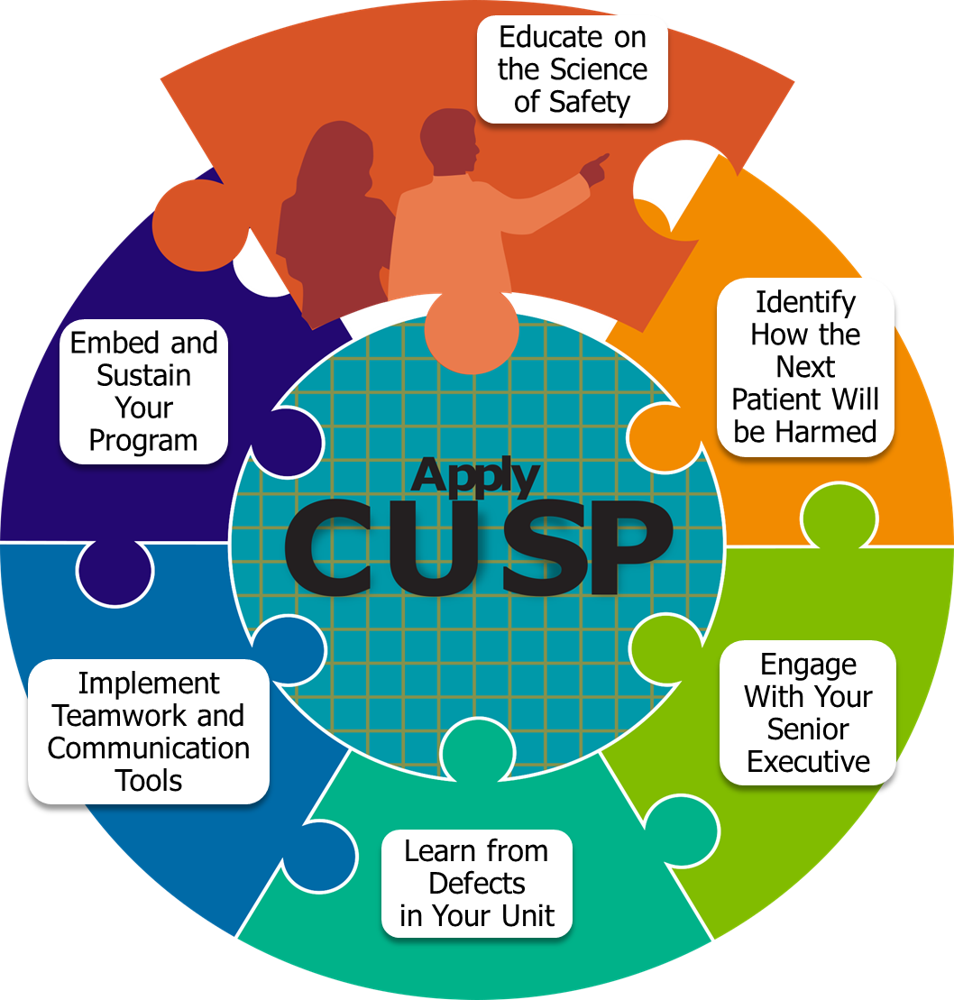 Educate on
the Science
of Safety
Identify
How the
Next
Patient Will
be Harmed
Engage
With Your
Senior
Executive
Learn from
Defects
in Your Unit
Implement
Teamwork and
Communication
Tools
Embed and
Sustain
Your
Program
Apply
CUSP